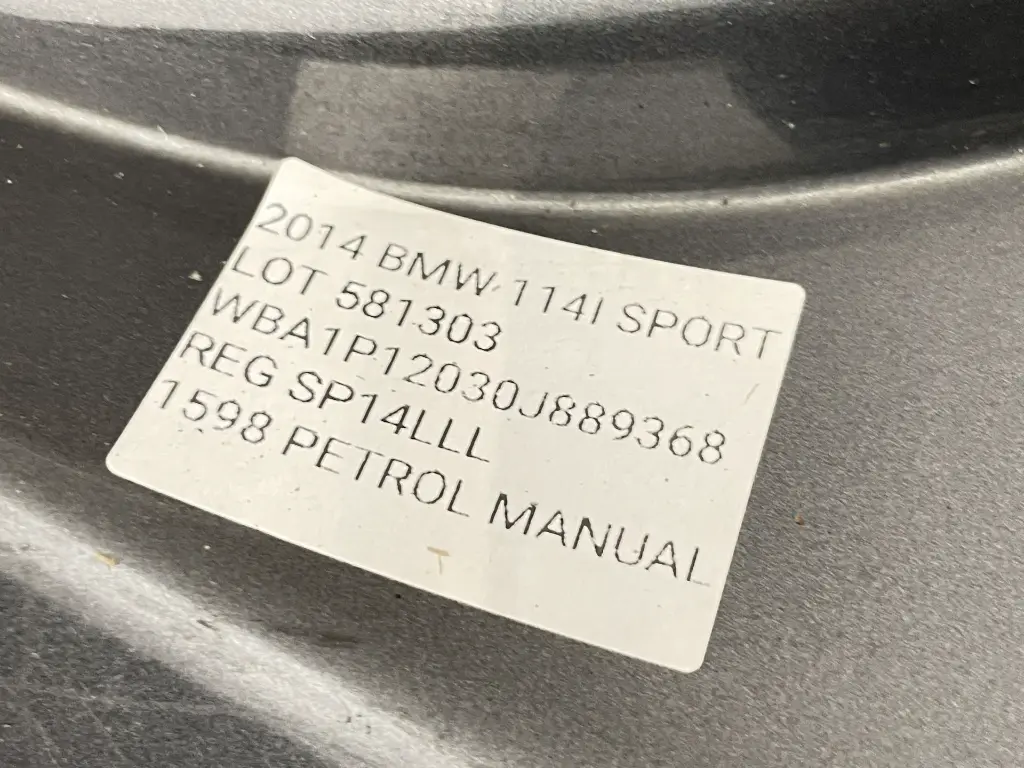 2014 BMW 114I SPORT
LOT 581303
WBA1P12030J889368
REG SP14LLL
1598 PETROL MANUAL